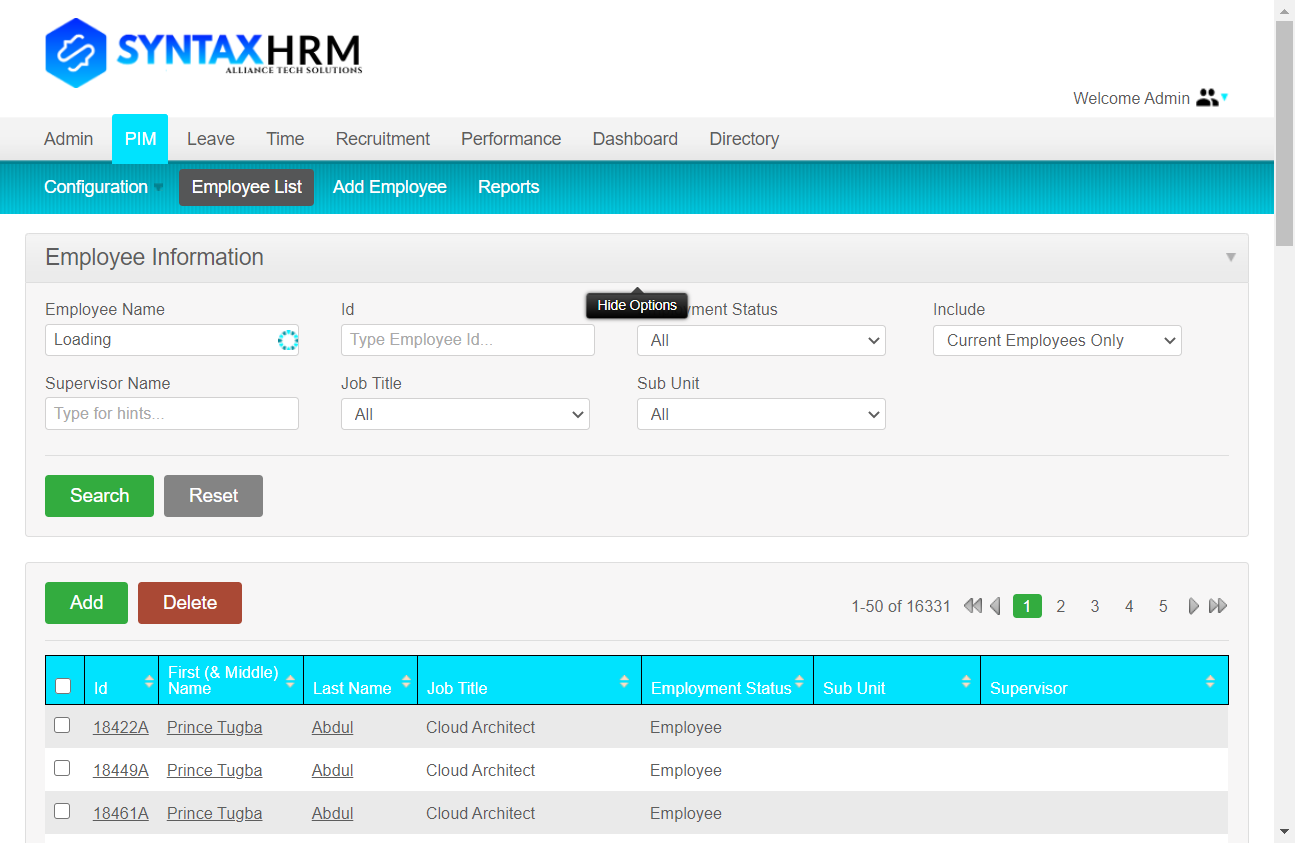 SYNTAXHRM
ALLIANCE TECH SOLUTIONS
Welcome Admin
Admin PIM Leave Time Recruitment Performance Dashboard Directory
Configuration Employee List Add Employee Reports
Employee Information
Hide Options
Employee Name Id ment Status Include
Loading Type Employee Id... All Current Employees Only
Supervisor Name Job Title Sub Unit
Type for hints... All All
Search Reset
Add Delete 1-50 of 16331 1 2 3 4 5
Id First (& Middle) Name Last Name Job Title Employment Status Sub Unit Supervisor
18422A Prince Tugba Abdul Cloud Architect Employee
18449A Prince Tugba Abdul Cloud Architect Employee
18461A Prince Tugba Abdul Cloud Architect Employee